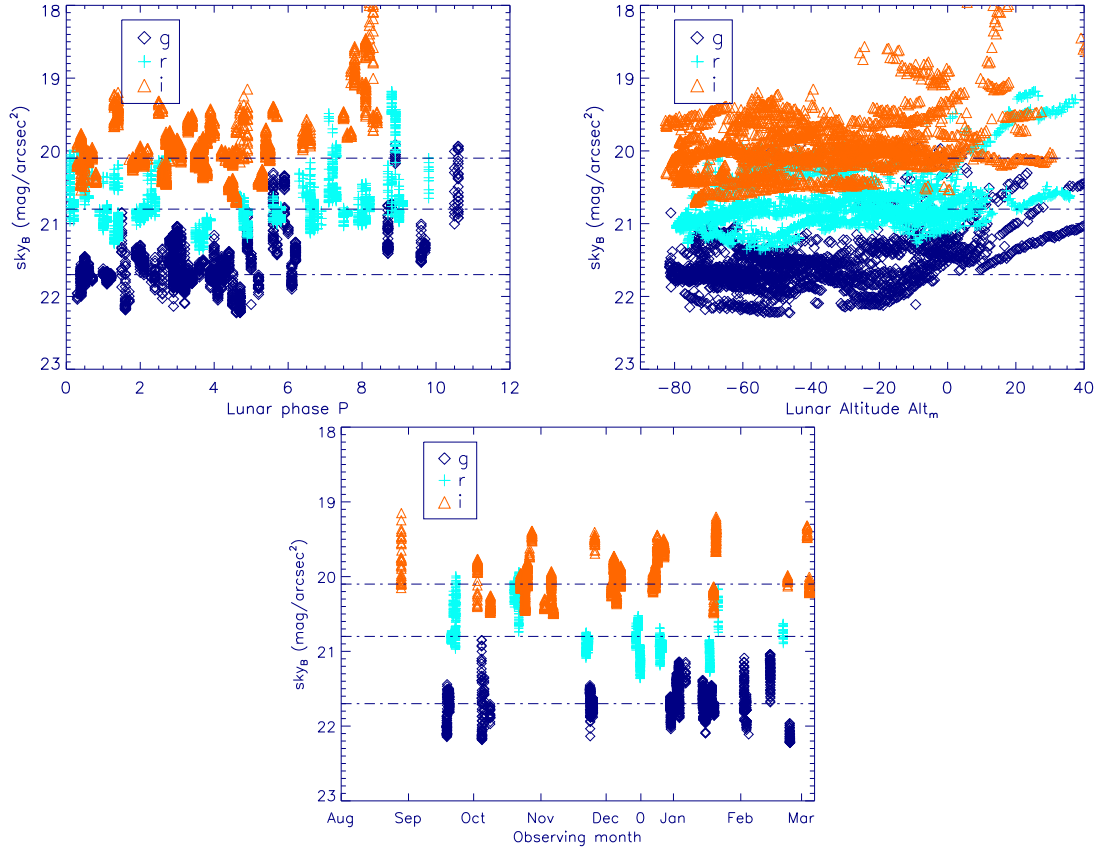 18
19
20
21
22
23
sky_B (mag/arcsec²)
g
r
i
0 2 4 6 8 10 12
Lunar phase P
18
19
20
21
22
23
sky_B (mag/arcsec²)
g
r
i
−80 −60 −40 −20 0 20 40
Lunar Altitude Alt_m
18
19
20
21
22
23
sky_B (mag/arcsec²)
g
r
i
Aug Sep Oct Nov Dec 0 Jan Feb Mar
Observing month